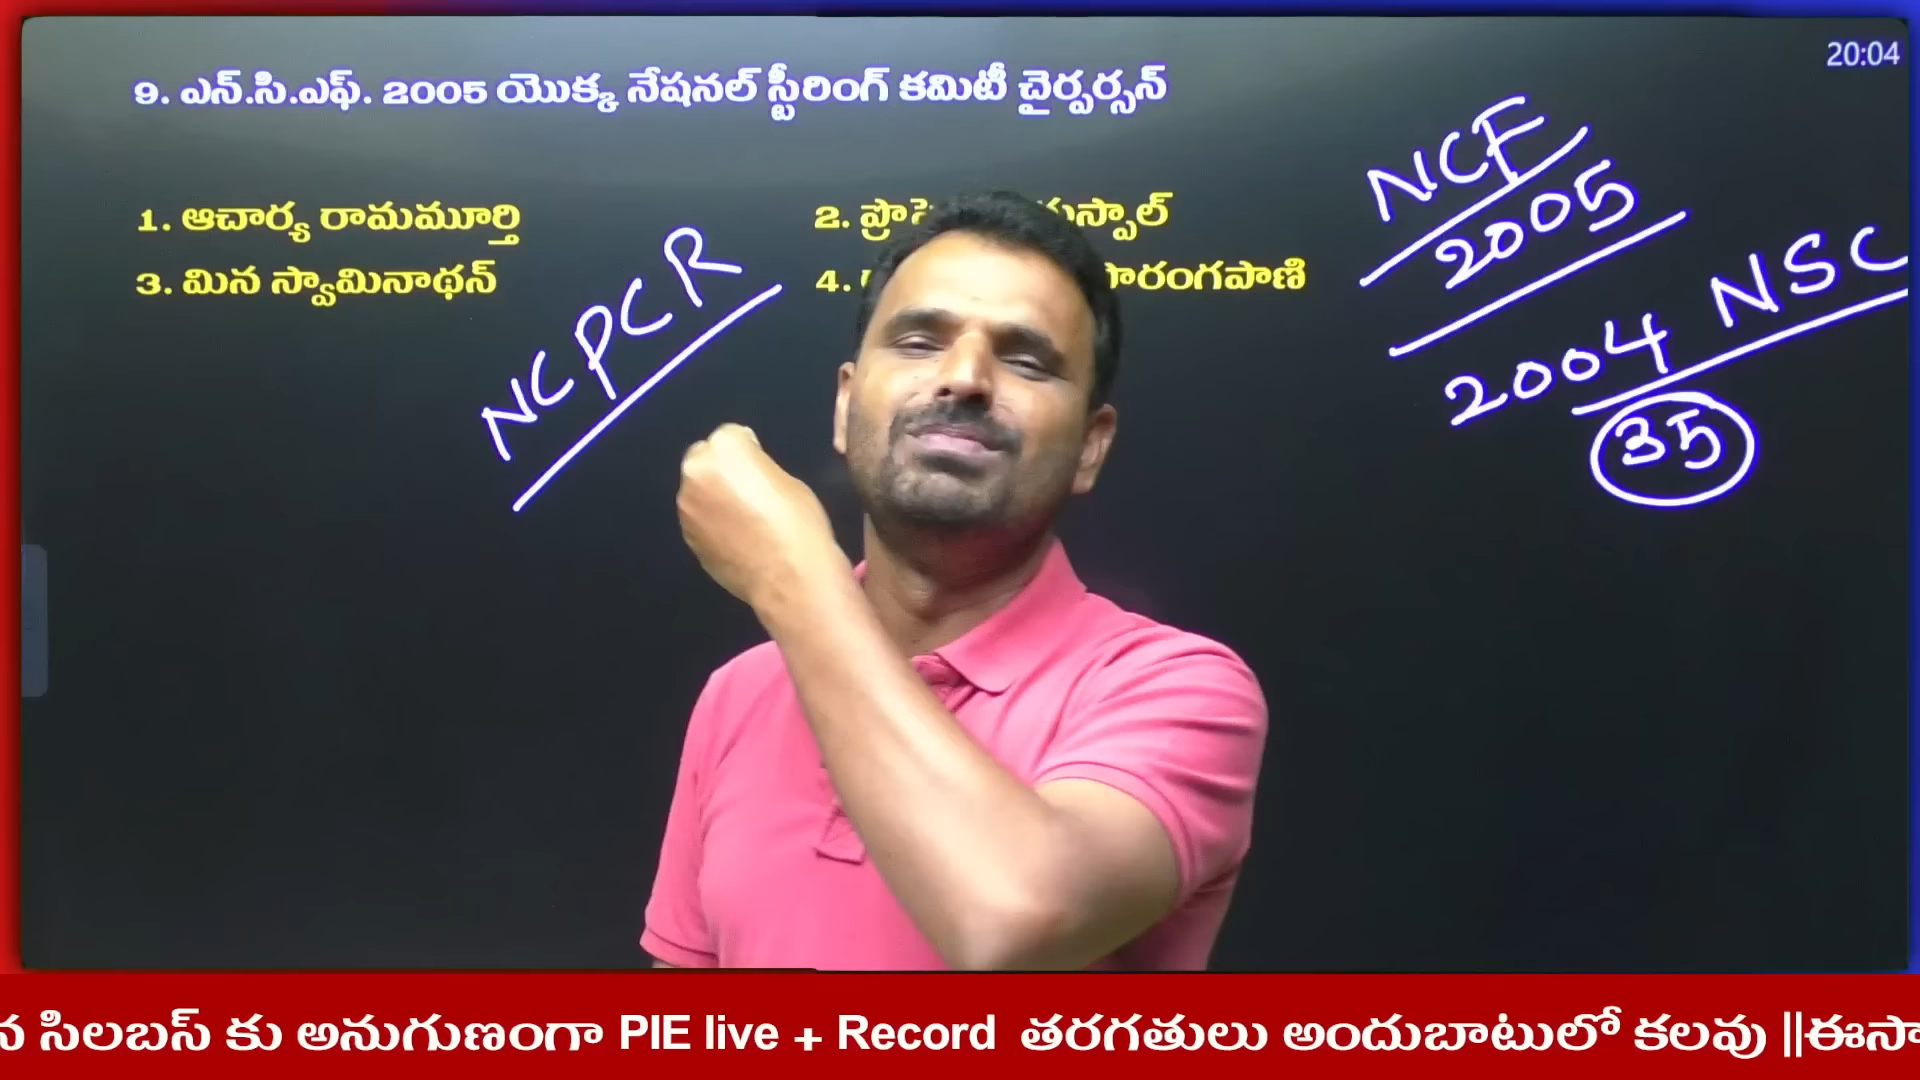 20:04
9. ఎన్.సి.ఎఫ్. 2005 యొక్క నేషనల్ స్టీరింగ్ కమిటీ చైర్పర్సన్
1. ఆచార్య రామమూర్తి
2.
3. మిన స్వామినాథన్
4.
NCPCR
NCF
2005
2004 NSC
35
సిలబస్ కు అనుగుణంగా PIE live + Record తరగతులు అందుబాటులో కలవు ||